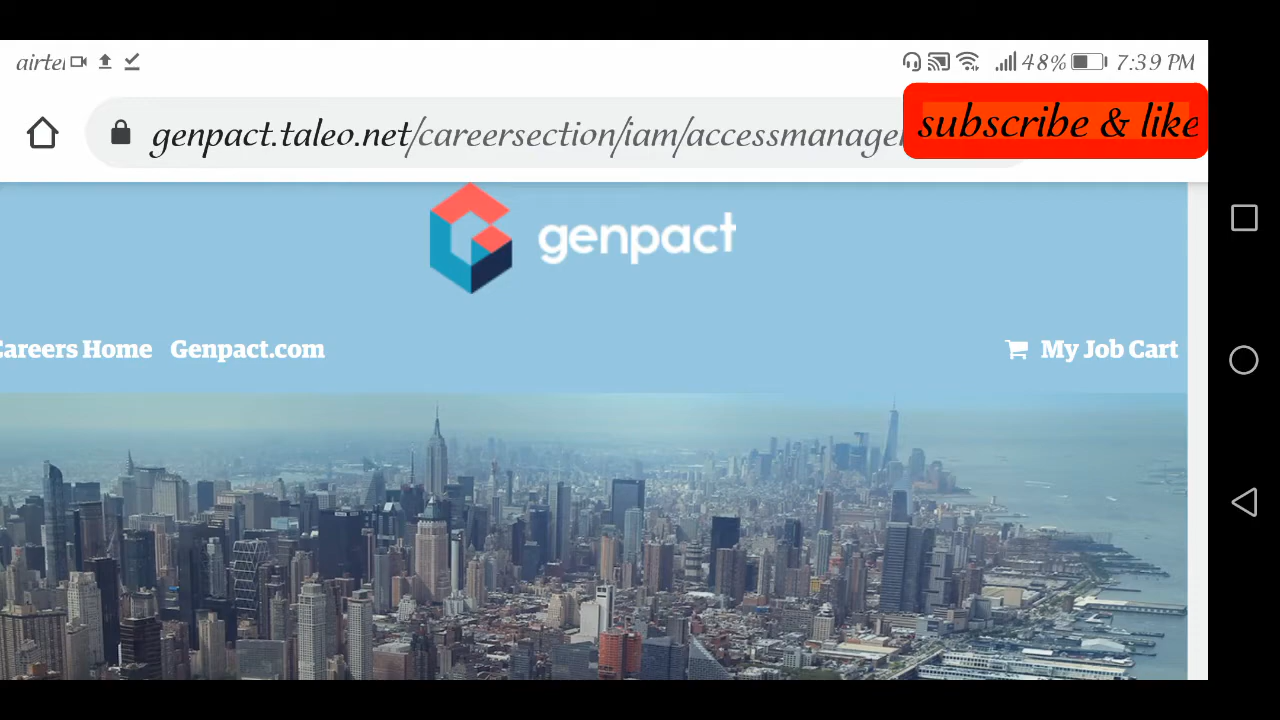 airtel 48% 7:39 PM
genpact.taleo.net/careersection/iam/accessmanage
subscribe & like
genpact
Careers Home Genpact.com My Job Cart